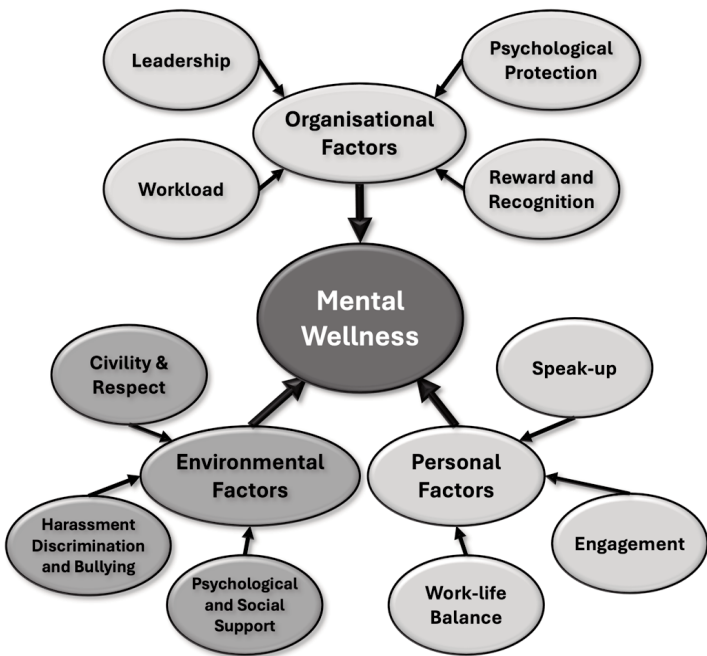 Leadership
Psychological
Protection
Organisational
Factors
Workload
Reward and
Recognition
Mental
Wellness
Civility &
Respect
Speak-up
Environmental
Factors
Personal
Factors
Harassment
Discrimination
and Bullying
Engagement
Psychological
and Social
Support
Work-life
Balance